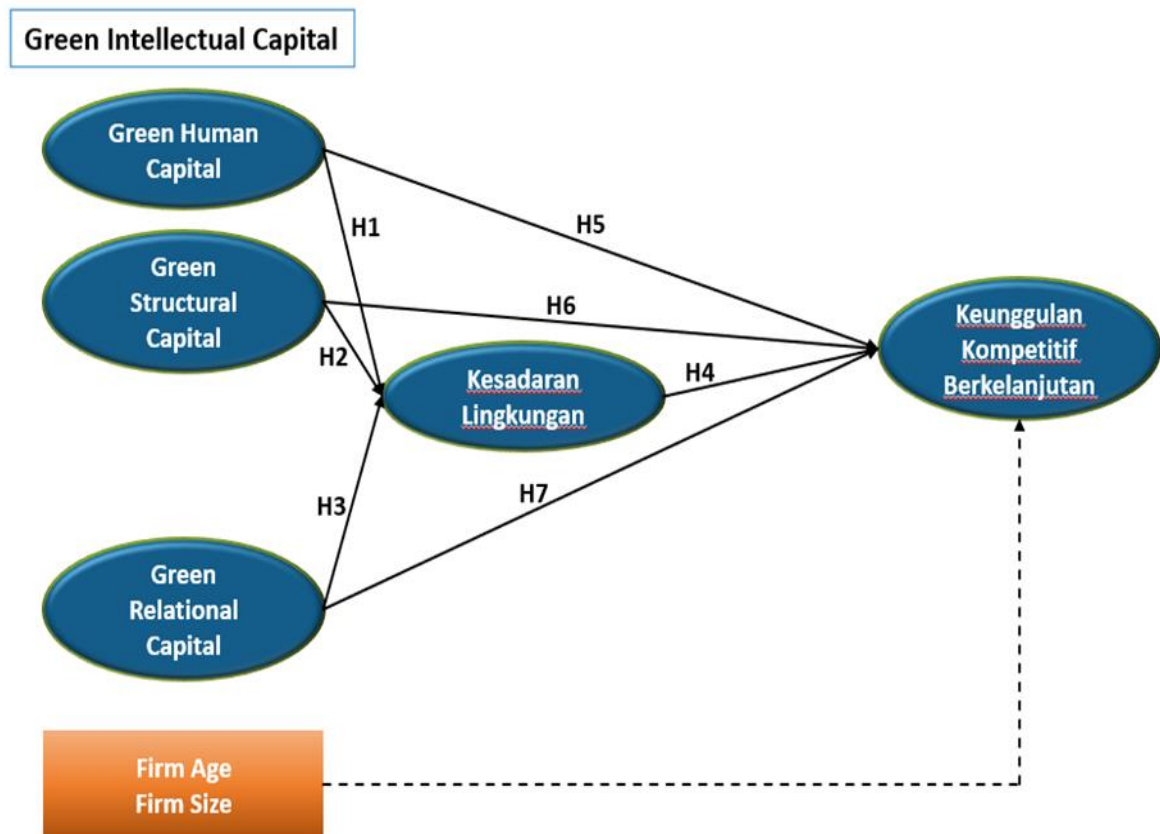 Green Intellectual Capital
Green Human
Capital
H1
H5
Green
Structural
Capital
H6
H2
Kesadaran
Lingkungan
H4
Keunggulan
Kompetitif
Berkelanjutan
H3
H7
Green
Relational
Capital
Firm Age
Firm Size